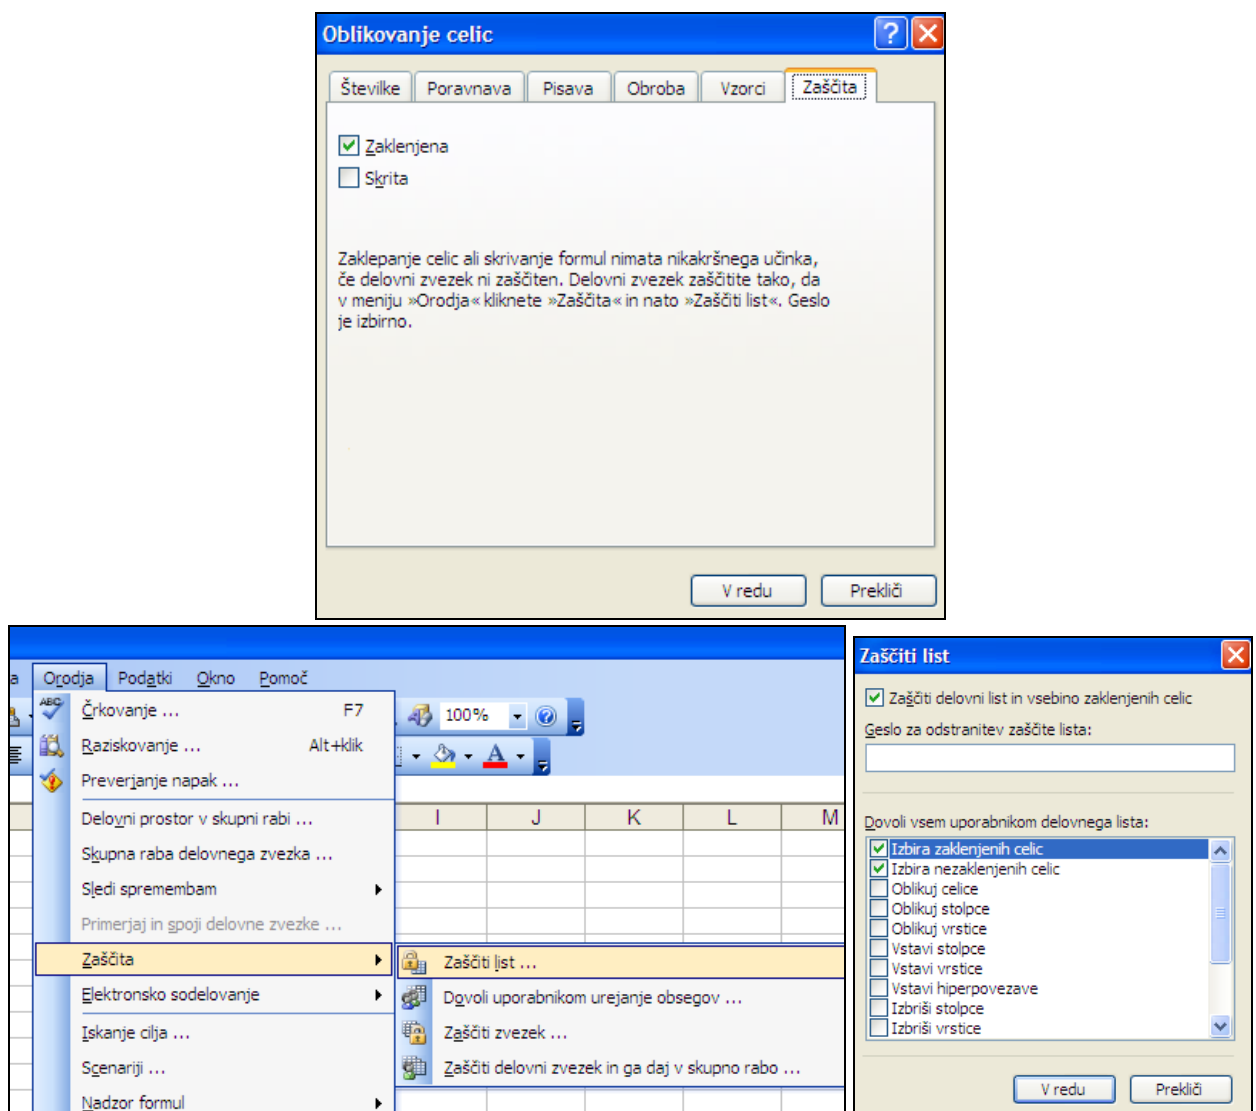 Oblikovanje celic
Številke Poravnava Pisava Obroba Vzorci Zaščita
Zaklenjena
Skrita
Zaklepanje celic ali skrivanje formul nimata nikakršnega učinka,
če delovni zvezek ni zaščiten. Delovni zvezek zaščitite tako, da
v meniju »Orodja« kliknete »Zaščita« in nato »Zaščiti list«. Geslo
je izbirno.
V redu Prekliči
a Orodja Podatki Okno Pomoč
ABC Črkovanje ... F7
100%
Raziskovanje ... Alt+klik
A
Preverjanje napak ...
Delovni prostor v skupni rabi ...
I J K L M
Skupna raba delovnega zvezka ...
Sledi spremembam
Primerjaj in spoji delovne zvezke ...
Zaščita
Elektronsko sodelovanje
Iskanje cilja ...
Scenariji ...
Nadzor formul
Zaščiti list ...
Dovoli uporabnikom urejanje obsegov ...
Zaščiti zvezek ...
Zaščiti delovni zvezek in ga daj v skupno rabo ...
Zaščiti list
Zaščiti delovni list in vsebino zaklenjenih celic
Geslo za odstranitev zaščite lista:
Dovoli vsem uporabnikom delovnega lista:
Izbira zaklenjenih celic
Izbira nezaklenjenih celic
Oblikuj celice
Oblikuj stolpce
Oblikuj vrstice
Vstavi stolpce
Vstavi vrstice
Vstavi hiperpovezave
Izbriši stolpce
Izbriši vrstice
V redu Prekliči